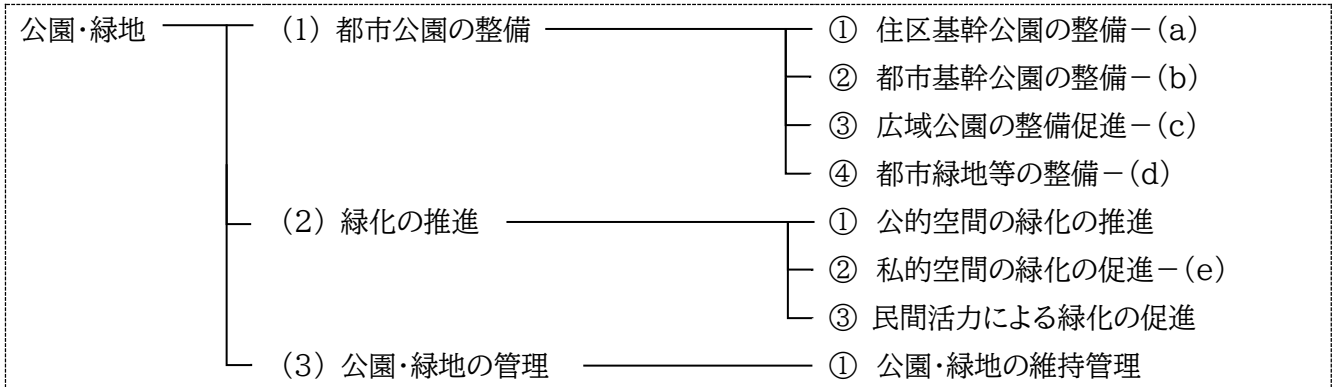 公園・緑地 (1) 都市公園の整備 ① 住区基幹公園の整備－(a)
② 都市基幹公園の整備－(b)
③ 広域公園の整備促進－(c)
④ 都市緑地等の整備－(d)
(2) 緑化の推進 ① 公的空間の緑化の推進
② 私的空間の緑化の促進－(e)
③ 民間活力による緑化の促進
(3) 公園・緑地の管理 ① 公園・緑地の維持管理